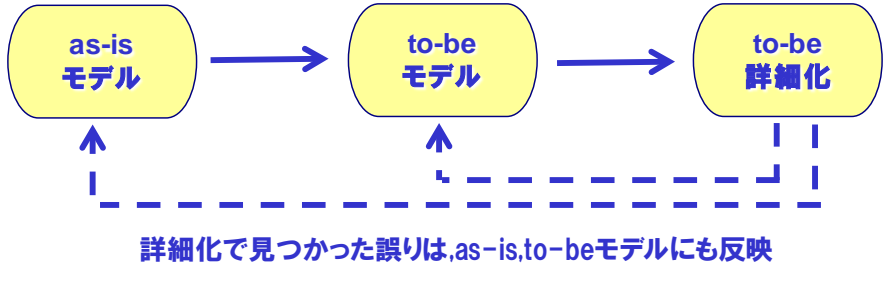 as-is
モデル
to-be
モデル
to-be
詳細化
詳細化で見つかった誤りは,as-is,to-beモデルにも反映